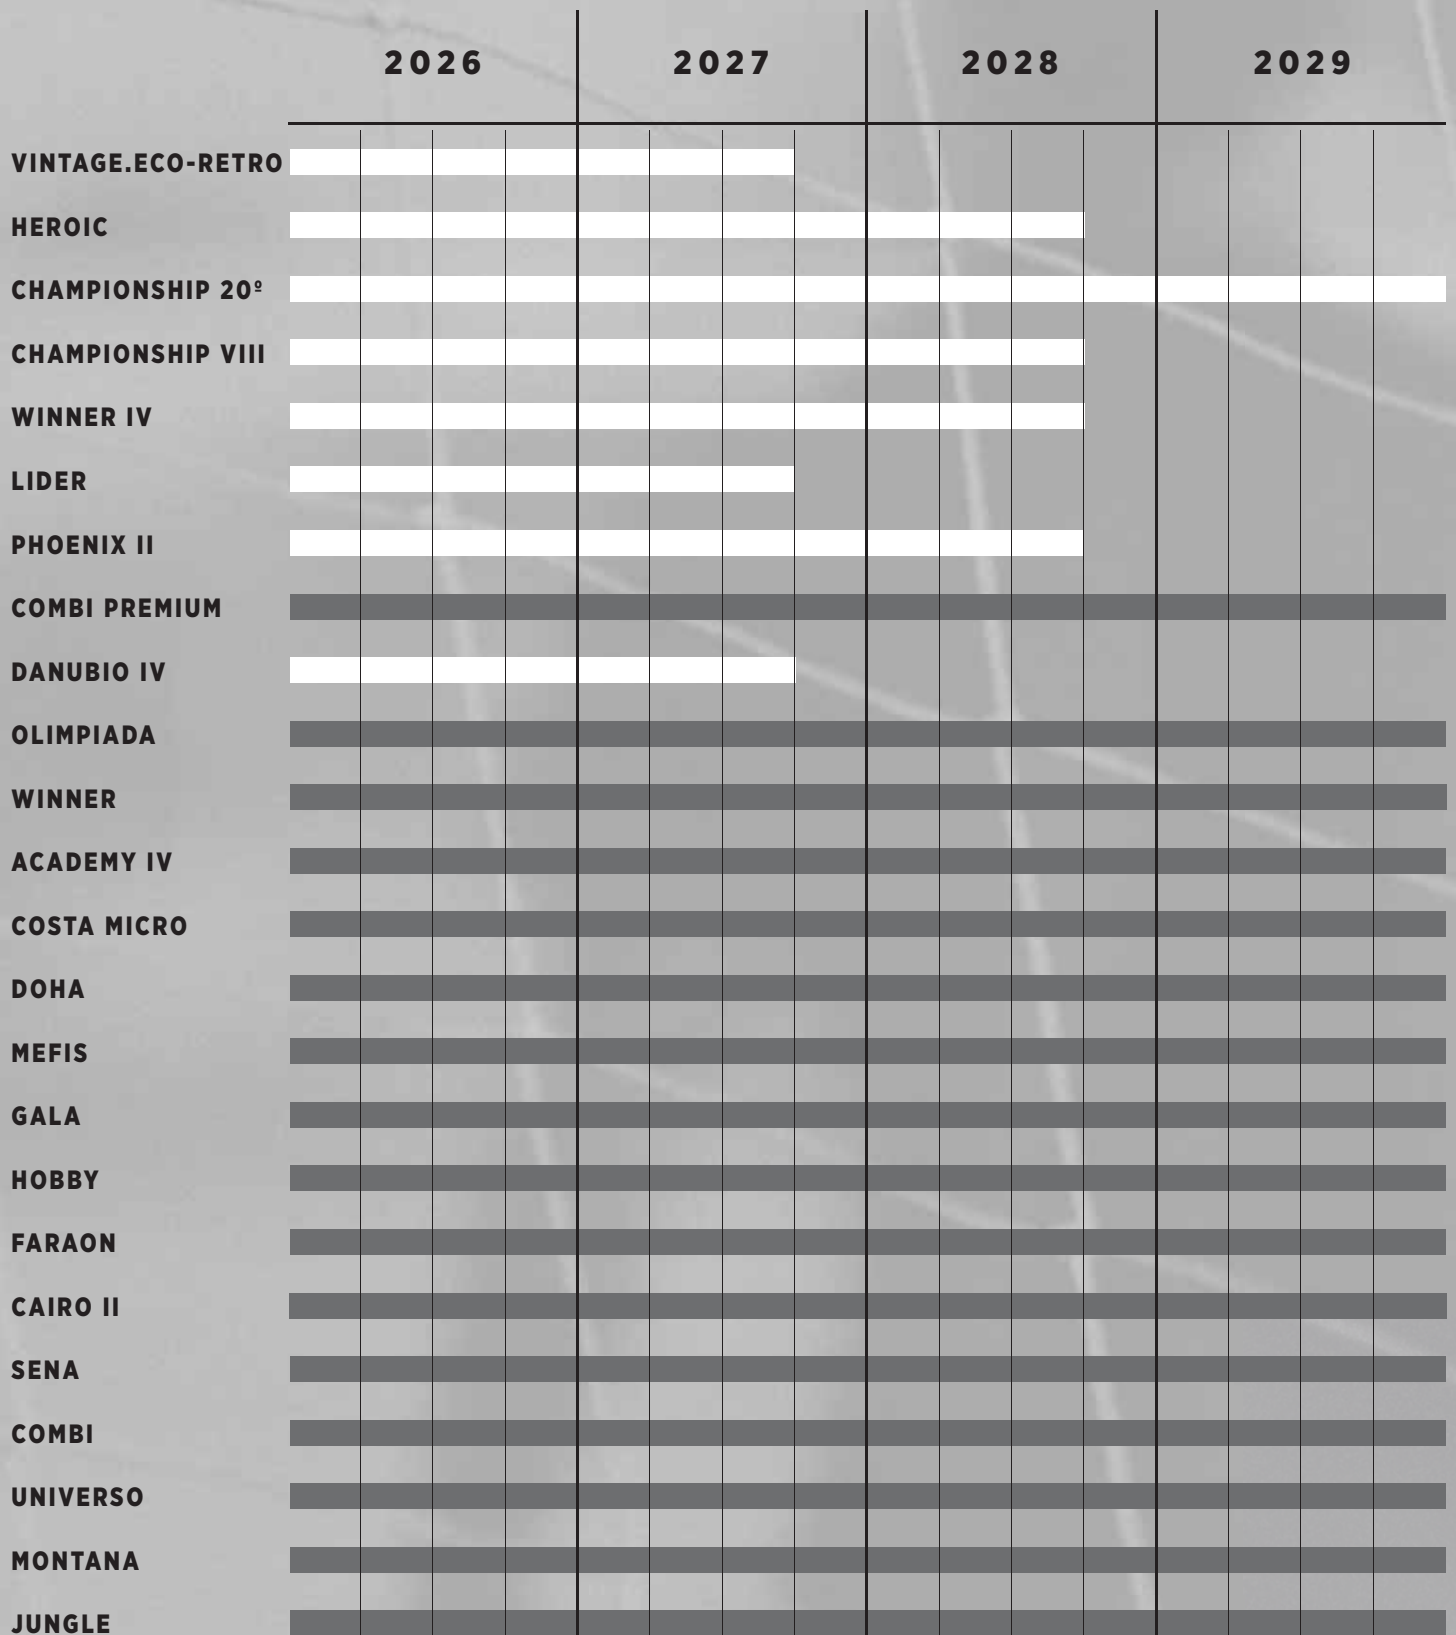 2026 2027 2028 2029
VINTAGE.ECO-RETRO
HEROIC
CHAMPIONSHIP 20º
CHAMPIONSHIP VIII
WINNER IV
LIDER
PHOENIX II
COMBI PREMIUM
DANUBIO IV
OLIMPIADA
WINNER
ACADEMY IV
COSTA MICRO
DOHA
MEFIS
GALA
HOBBY
FARAON
CAIRO II
SENA
COMBI
UNIVERSO
MONTANA
JUNGLE